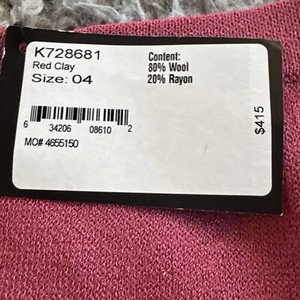 K728681
Red Clay
Size: 04
Content:
80% Wool
20% Rayon
6 34206 08610 2
MO# 4655150
$415